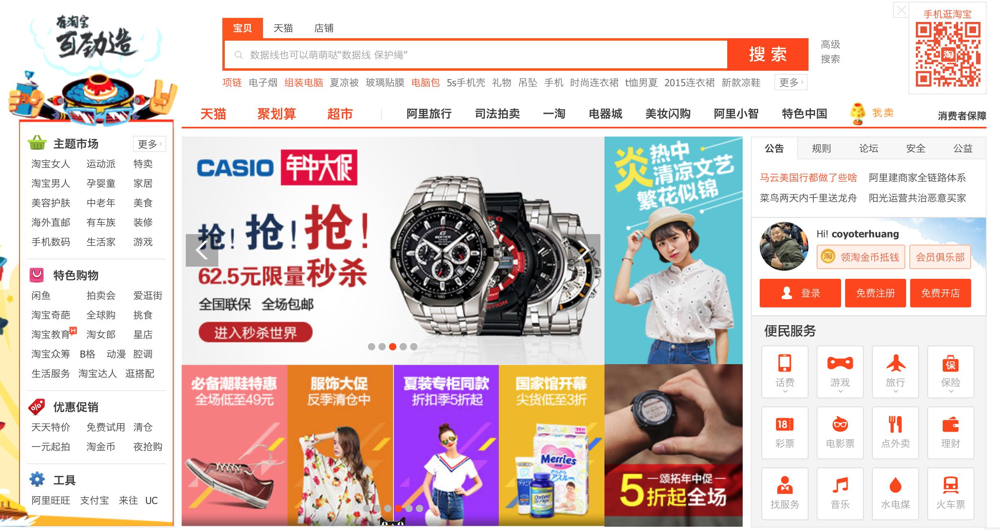 有淘宝
可劲造
宝贝 天猫 店铺
数据线也可以萌萌哒“数据线 保护绳”
搜 索
高级
搜索
手机逛淘宝
淘
项链 电子烟 组装电脑 夏凉被 玻璃贴膜 电脑包 5s手机壳 礼物 吊坠 手机 时尚连衣裙 t恤男夏 2015连衣裙 新款凉鞋 更多
天猫 聚划算 超市 阿里旅行 司法拍卖 一淘 电器城 美妆闪购 阿里小智 特色中国 我卖 消费者保障
主题市场 更多
淘宝女人 运动派 特卖
淘宝男人 孕婴童 家居
美容护肤 中老年 美食
海外直邮 有车族 装修
手机数码 生活家 游戏
特色购物
闲鱼 拍卖会 爱逛街
淘宝奇葩 全球购 挑食
淘宝教育 H 淘女郎 星店
淘宝众筹 B格 动漫 腔调
生活服务 淘宝达人 逛搭配
优惠促销
天天特价 免费试用 清仓
一元起拍 淘金币 夜抢购
工具
阿里旺旺 支付宝 来往 UC
CASIO 年中大促
抢! 抢! 抢!
62.5元限量秒杀
全国联保 全场包邮
进入秒杀世界
炎热中
清凉文艺
繁花似锦
必备潮鞋特惠
全场低至49元
服饰大促
反季清仓中
夏装专柜同款
折扣季5折起
国家馆开幕
尖货低至3折
Merries
颂拓年中促
5折起全场
公告 规则 论坛 安全 公益
马云美国行都做了些啥 阿里建商家全链路体系
菜鸟两天内千里送龙舟 阳光运营共治恶意买家
Hi! coyoterhuang
淘 领淘金币抵钱 会员俱乐部
登录 免费注册 免费开店
便民服务
保
话费 游戏 旅行 保险
18
彩票 电影票 点外卖 理财
找服务 音乐 水电煤 火车票